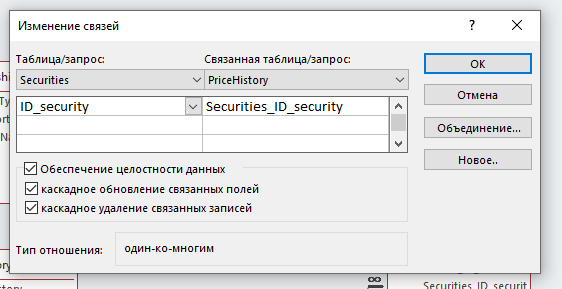 Изменение связей
Таблица/запрос: Связанная таблица/запрос:
Securities PriceHistory
ID_security Securities_ID_security
Обеспечение целостности данных
каскадное обновление связанных полей
каскадное удаление связанных записей
Тип отношения: один-ко-многим
ОК
Отмена
Объединение...
Новое..
Securities_ID_securit